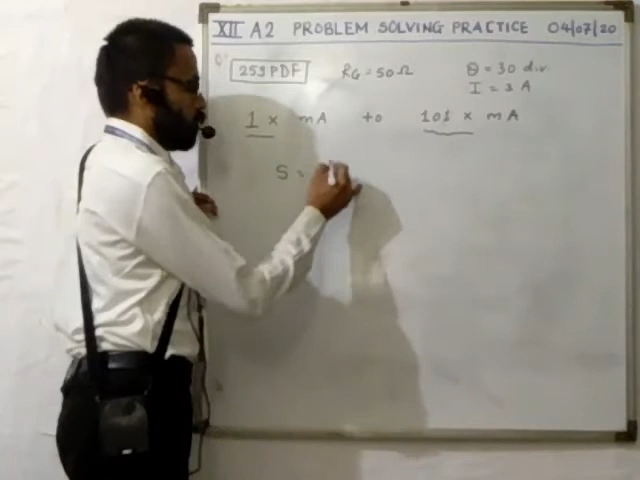 XII A2 PROBLEM SOLVING PRACTICE 04/07/20
259 PDF RG = 50 Ω θ = 30 div.
I = 3 A
1 x mA to 101 x mA
S =